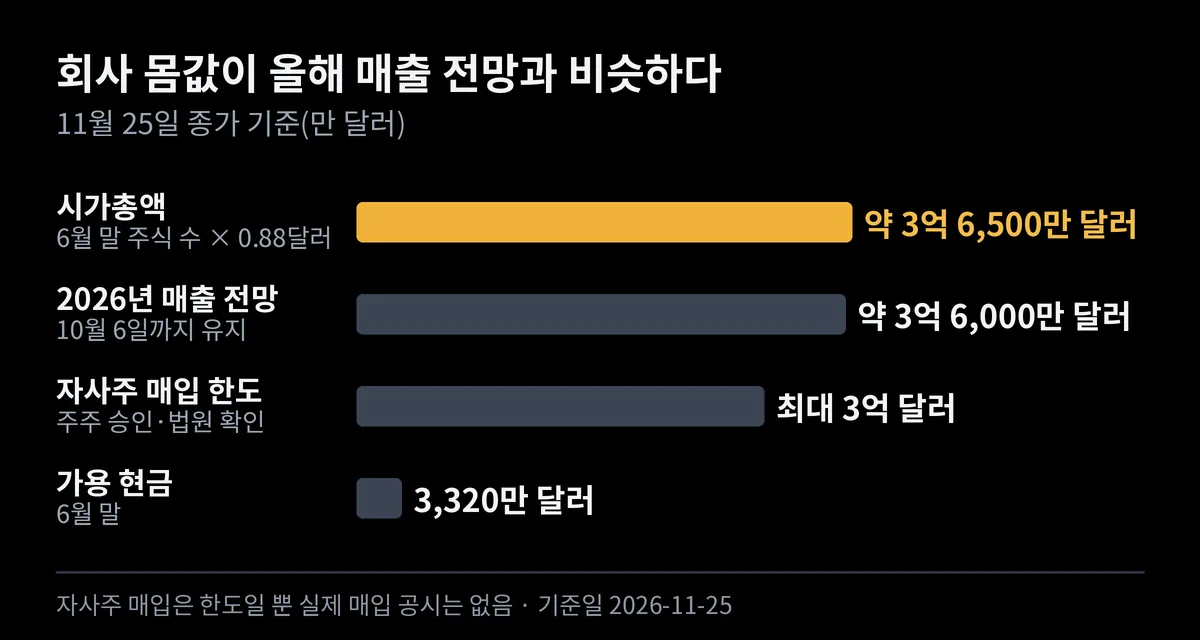 회사 몸값이 올해 매출 전망과 비슷하다
11월 25일 종가 기준(만 달러)
시가총액
6월 말 주식 수 × 0.88달러
약 3억 6,500만 달러
2026년 매출 전망
10월 6일까지 유지
약 3억 6,000만 달러
자사주 매입 한도
주주 승인·법원 확인
최대 3억 달러
가용 현금
6월 말
3,320만 달러
자사주 매입은 한도일 뿐 실제 매입 공시는 없음 · 기준일 2026-11-25